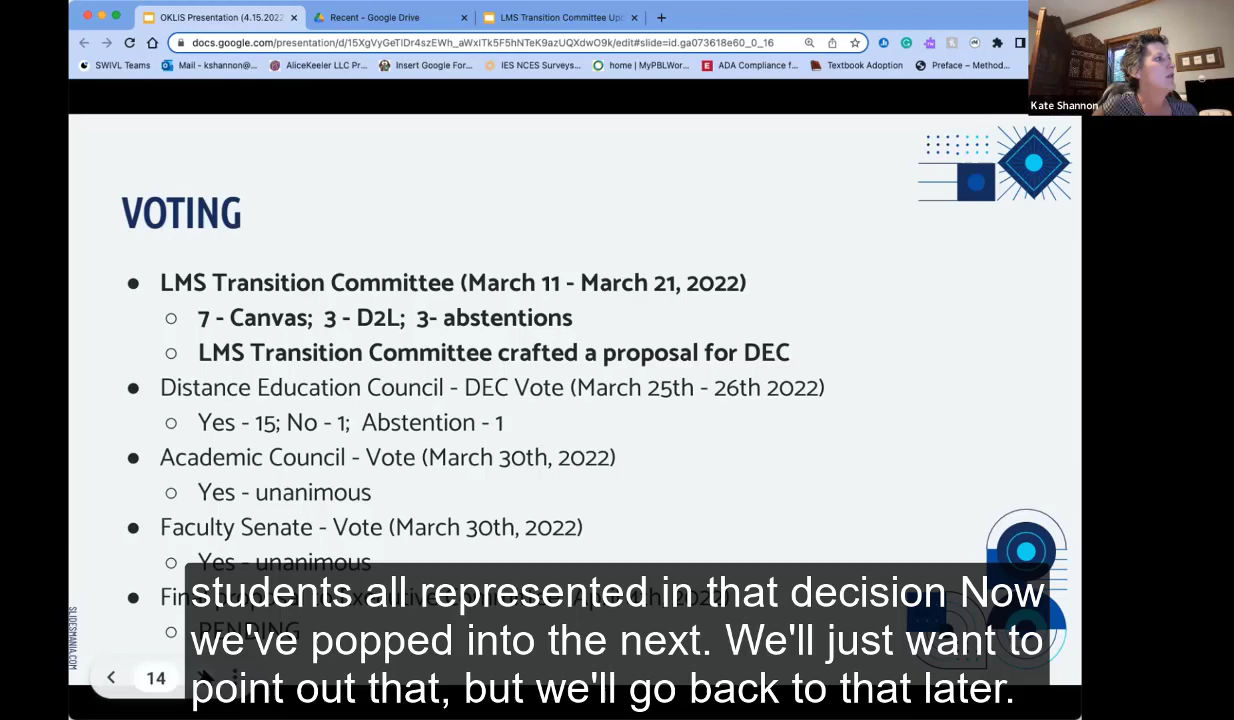 OKLIS Presentation (4.15.2022
Recent - Google Drive
LMS Transition Committee Upd
docs.google.com/presentation/d/15XgVyGeTIDr4szEWh_aWxITk5F5hNTeK9azUQXdwO9k/edit#slide=id.ga073618e60_0_16
SWIVL Teams
Mail - kshannon@...
AliceKeeler LLC Pr...
Insert Google For...
IES NCES Surveys...
home | MyPBLWor...
ADA Compliance f...
Textbook Adoption
Preface – Method...
Kate Shannon
VOTING
● LMS Transition Committee (March 11 - March 21, 2022)
○ 7 - Canvas; 3 - D2L; 3- abstentions
○ LMS Transition Committee crafted a proposal for DEC
● Distance Education Council - DEC Vote (March 25th - 26th 2022)
○ Yes - 15; No - 1; Abstention - 1
● Academic Council - Vote (March 30th, 2022)
○ Yes - unanimous
● Faculty Senate - Vote (March 30th, 2022)
○ Yes - unanimous
○ PENDING
SLIDESMANIA.COM
14
students all represented in that decision Now
we've popped into the next. We'll just want to
point out that, but we'll go back to that later.